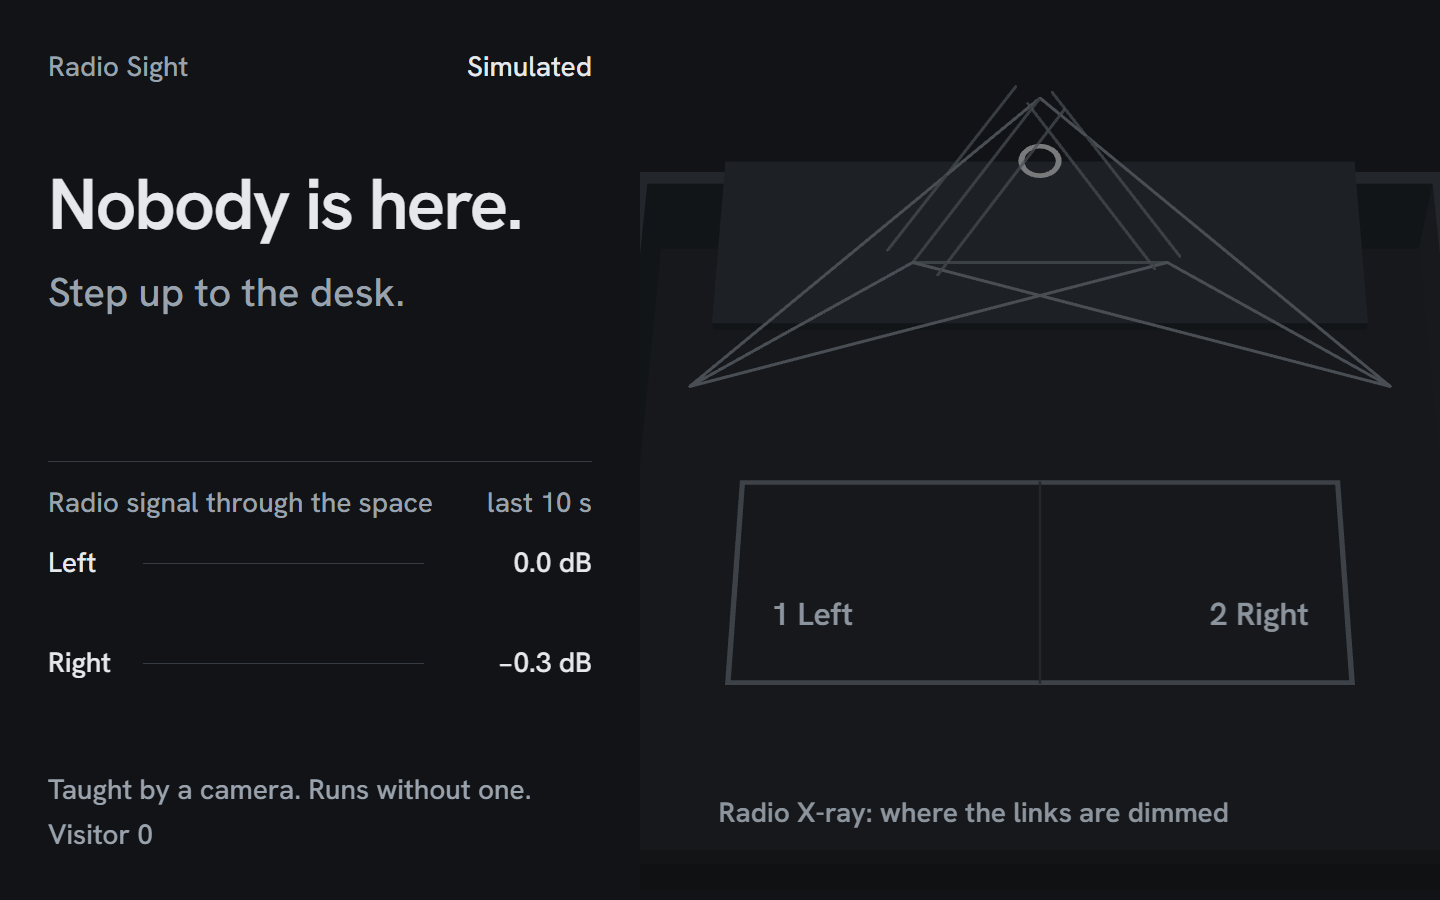 Radio Sight
Simulated
Nobody is here.
Step up to the desk.
Radio signal through the space
last 10 s
Left
0.0 dB
Right
−0.3 dB
Taught by a camera. Runs without one.
Visitor 0
1 Left
2 Right
Radio X-ray: where the links are dimmed